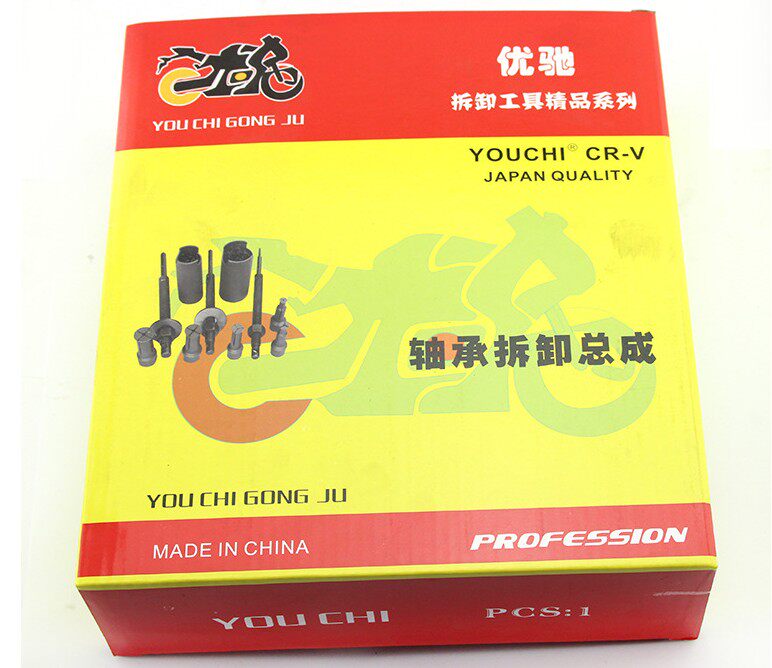 YOU CHI GONG JU
优驰
拆卸工具精品系列
YOUCHI® CR-V
JAPAN QUALITY
轴承拆卸总成
YOU CHI GONG JU
MADE IN CHINA
PROFESSION
YOU CHI
PCS:1